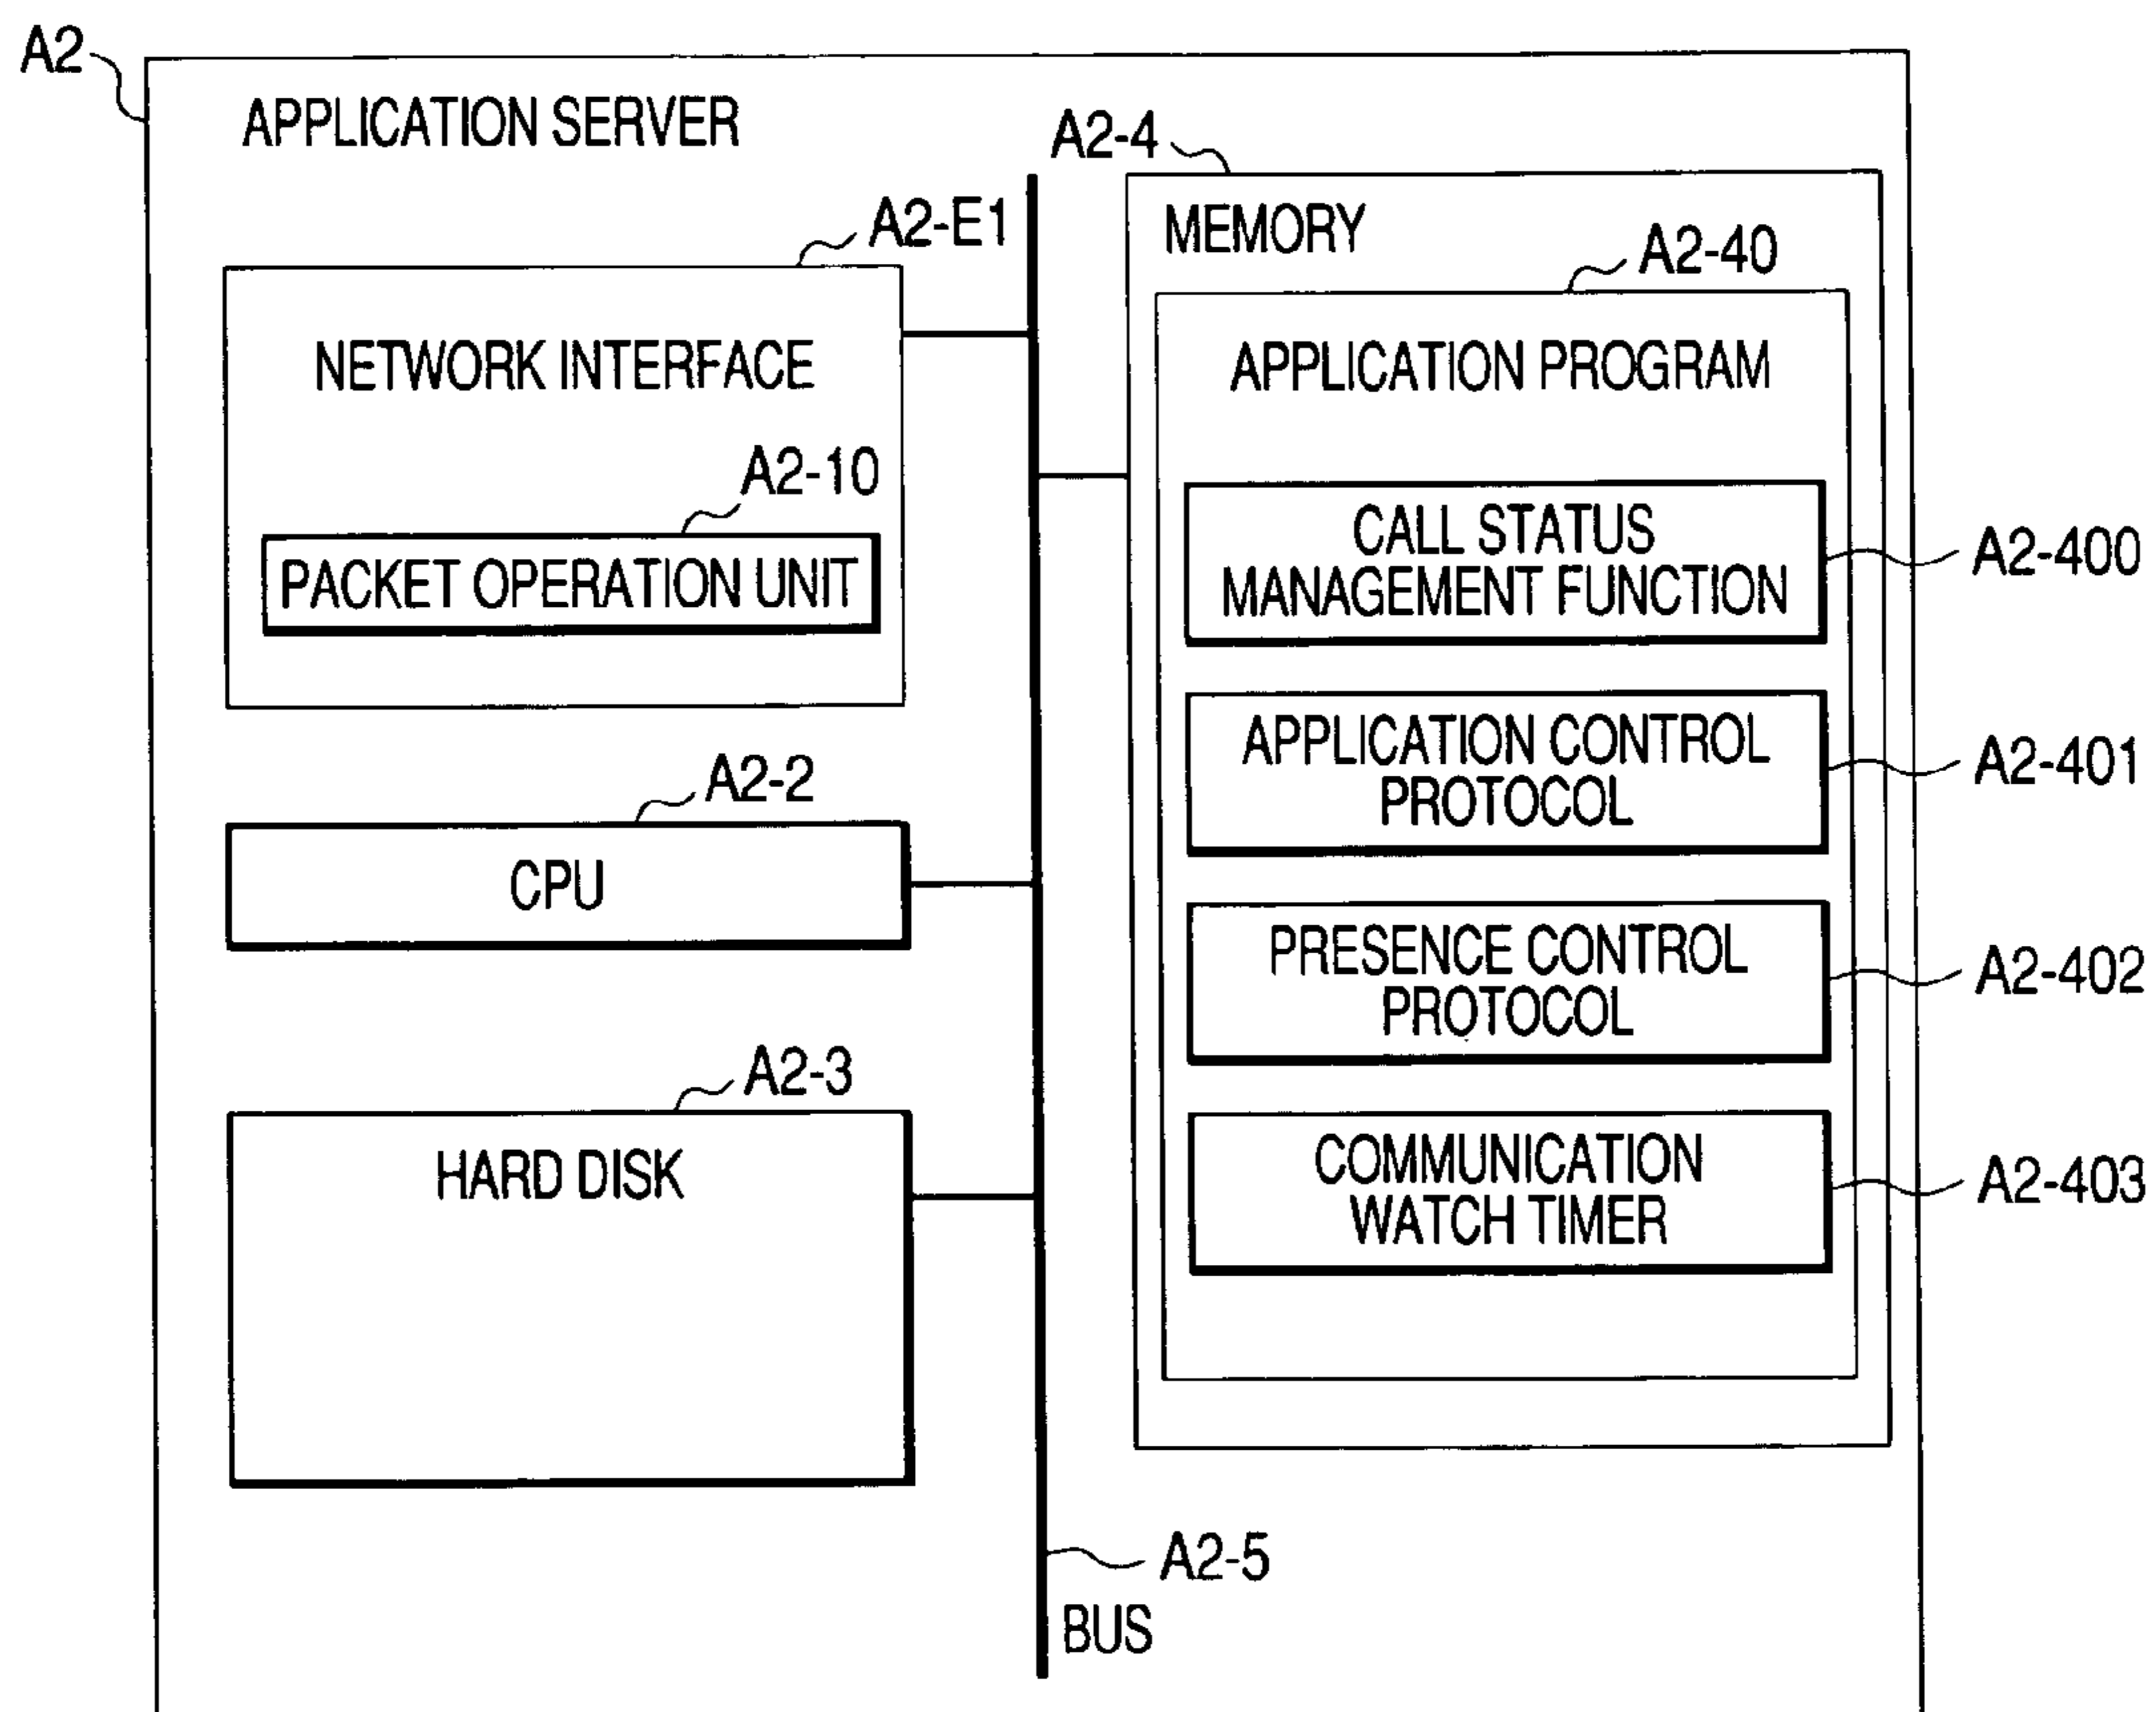 A2
APPLICATION SERVER
A2-E1
NETWORK INTERFACE
A2-10
PACKET OPERATION UNIT
A2-2
CPU
A2-3
HARD DISK
A2-4
MEMORY
A2-40
APPLICATION PROGRAM
CALL STATUS
MANAGEMENT FUNCTION
A2-400
APPLICATION CONTROL
PROTOCOL
A2-401
PRESENCE CONTROL
PROTOCOL
A2-402
COMMUNICATION
WATCH TIMER
A2-403
A2-5
BUS